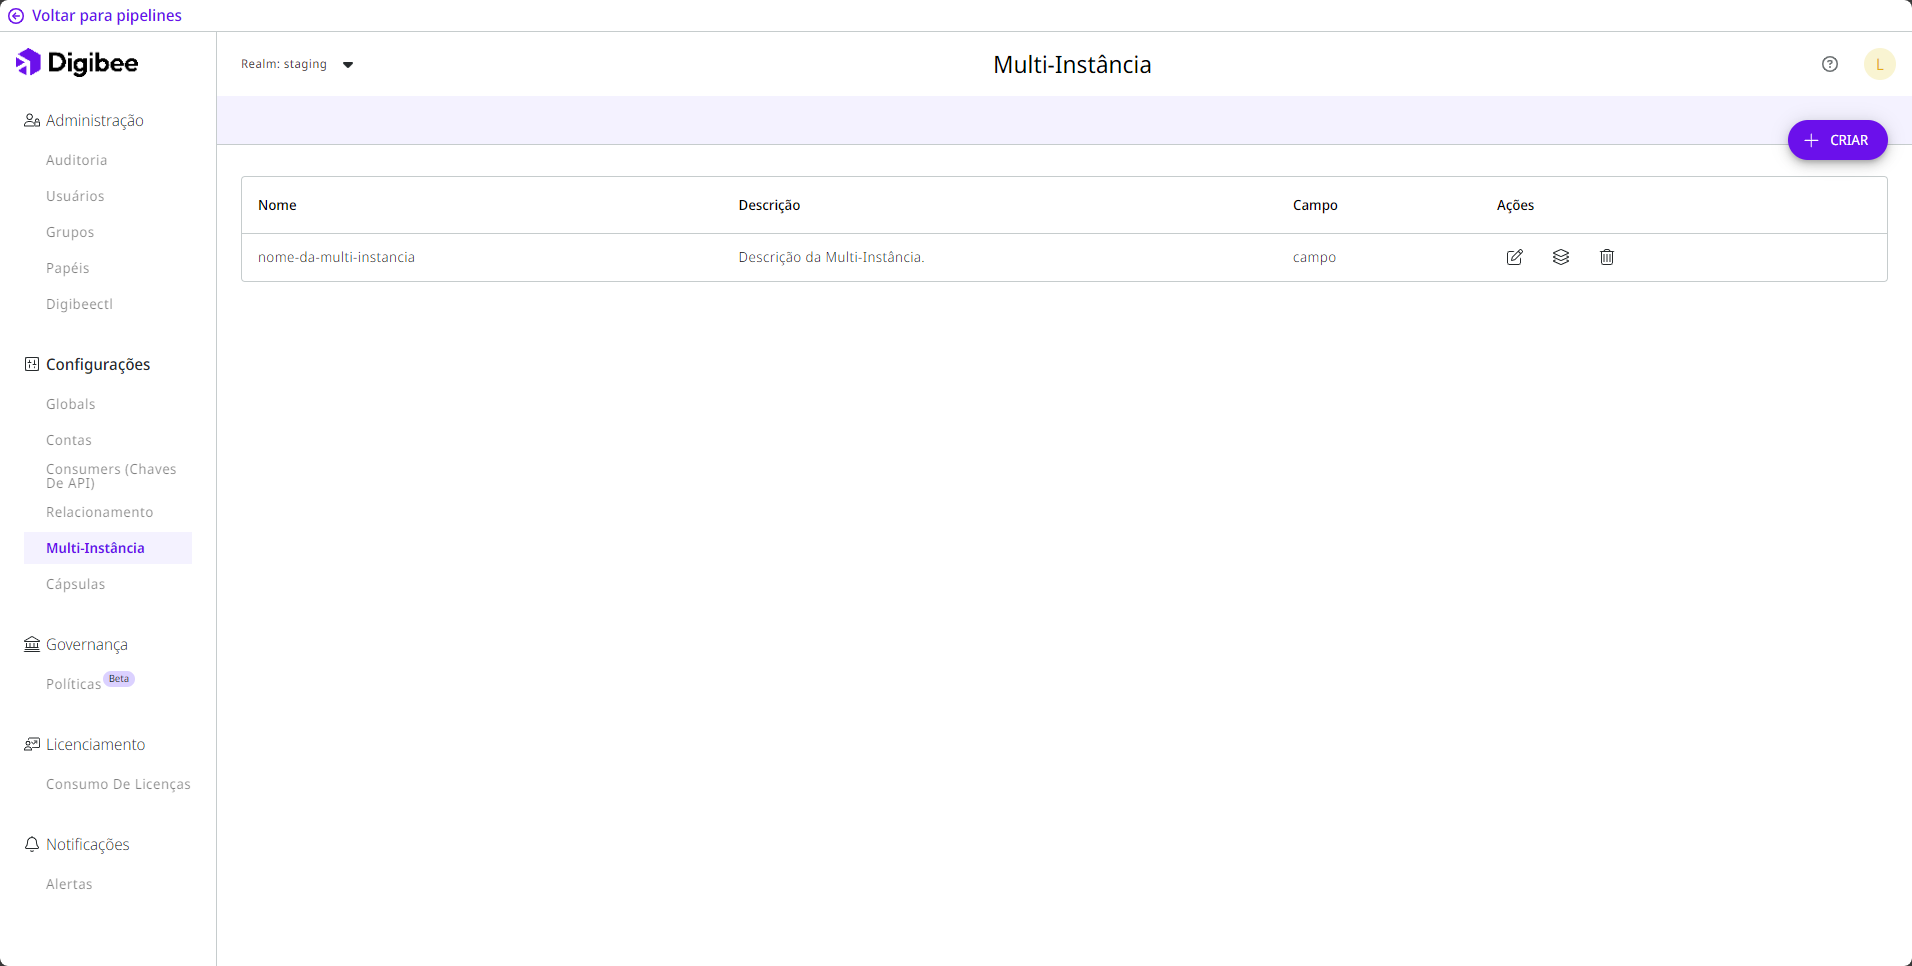 Voltar para pipelines
Digibee
Realm: staging
Multi-Instância
L
Administração
Auditoria
Usuários
Grupos
Papéis
Digibeectl
Configurações
Globals
Contas
Consumers (Chaves
De API)
Relacionamento
Multi-Instância
Cápsulas
Governança
Políticas Beta
Licenciamento
Consumo De Licenças
Notificações
Alertas
CRIAR
Nome Descrição Campo Ações
nome-da-multi-instancia Descrição da Multi-Instância. campo